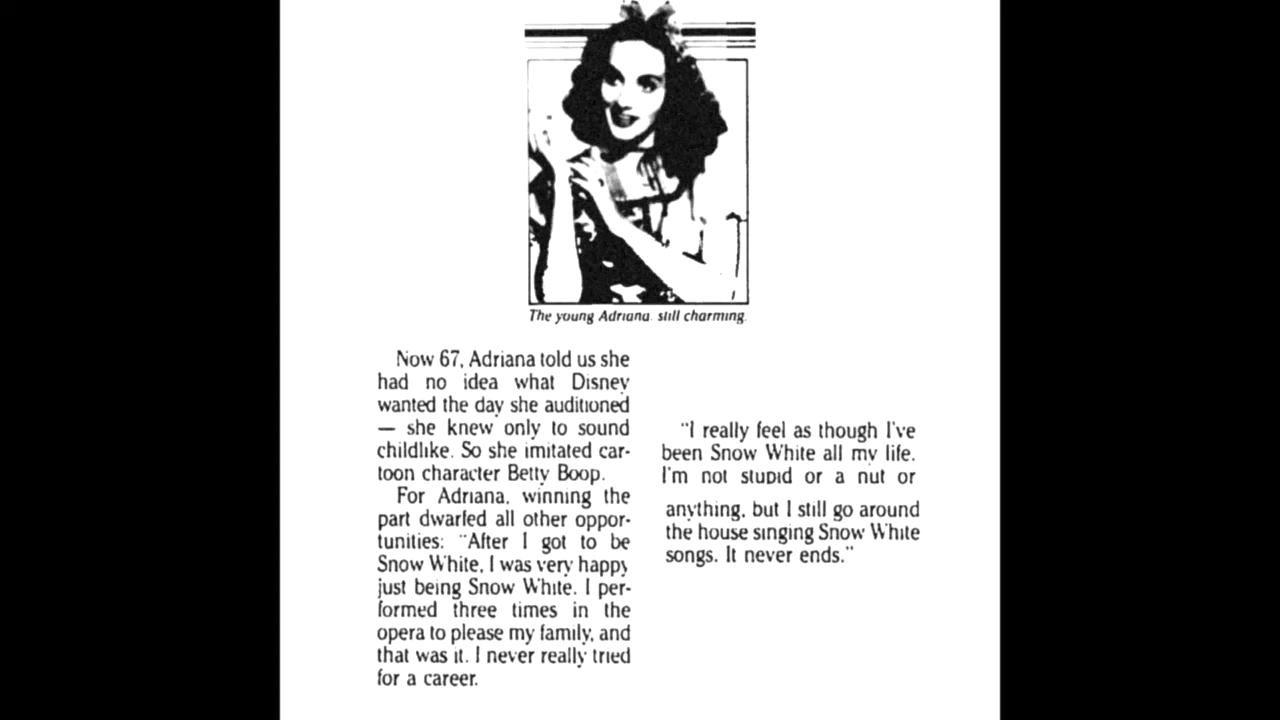 The young Adriana, still charming.
Now 67, Adriana told us she
had no idea what Disney
wanted the day she auditioned
— she knew only to sound
childlike. So she imitated car-
toon character Betty Boop.
For Adriana, winning the
part dwarfed all other oppor-
tunities: "After I got to be
Snow White, I was very happy
just being Snow White. I per-
formed three times in the
opera to please my family, and
that was it. I never really tried
for a career.
"I really feel as though I've
been Snow White all my life.
I'm not stupid or a nut or
anything, but I still go around
the house singing Snow White
songs. It never ends."